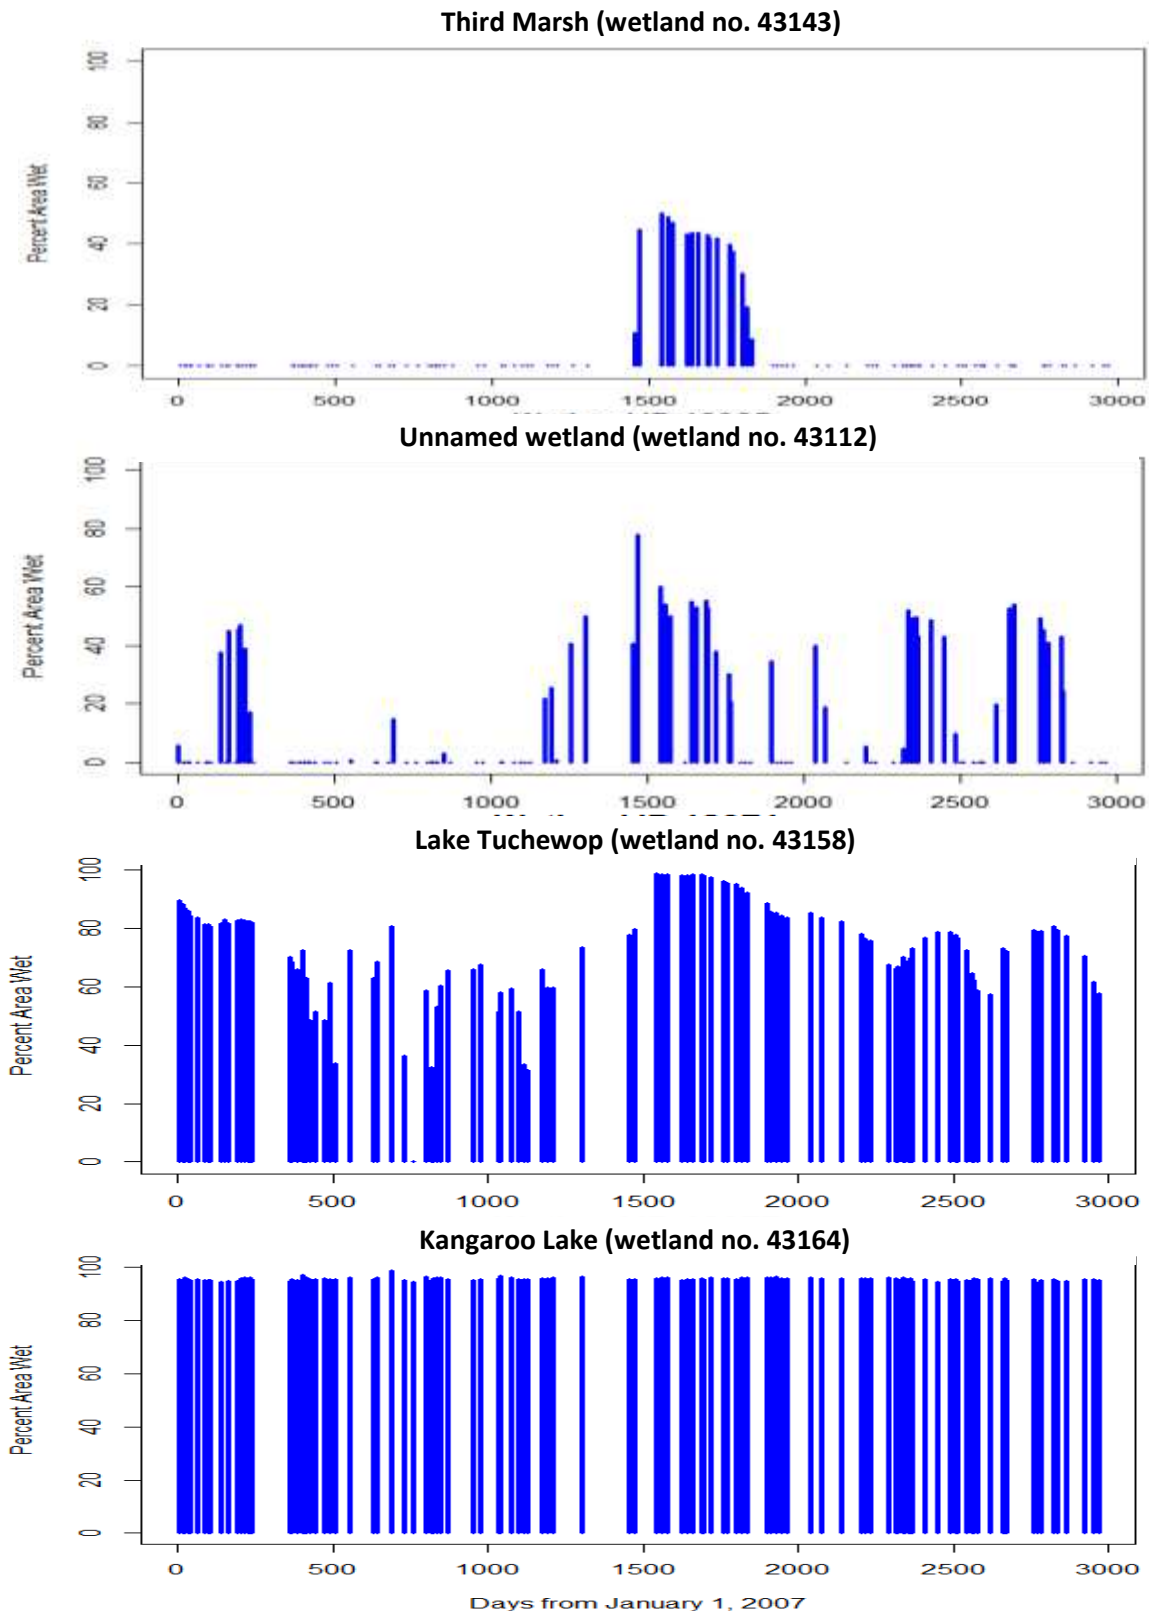 Third Marsh (wetland no. 43143)
100
80
60
40
20
0
Percent Area Wet
0 500 1000 1500 2000 2500 3000
Unnamed wetland (wetland no. 43112)
100
80
60
40
20
0
Percent Area Wet
0 500 1000 1500 2000 2500 3000
Lake Tuchewop (wetland no. 43158)
100
80
60
40
20
0
Percent Area Wet
0 500 1000 1500 2000 2500 3000
Kangaroo Lake (wetland no. 43164)
100
80
60
40
20
0
Percent Area Wet
0 500 1000 1500 2000 2500 3000
Days from January 1, 2007